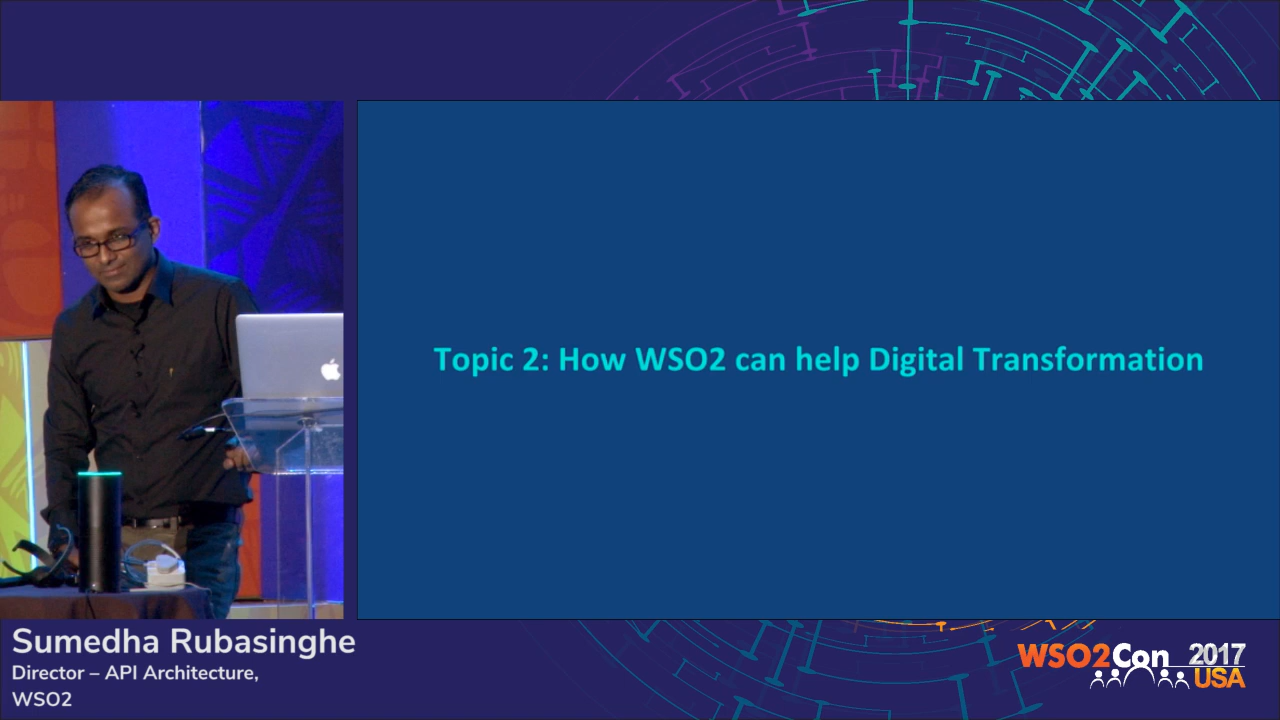 Topic 2: How WSO2 can help Digital Transformation
Sumedha Rubasinghe
Director – API Architecture,
WSO2
WSO2Con 2017
USA